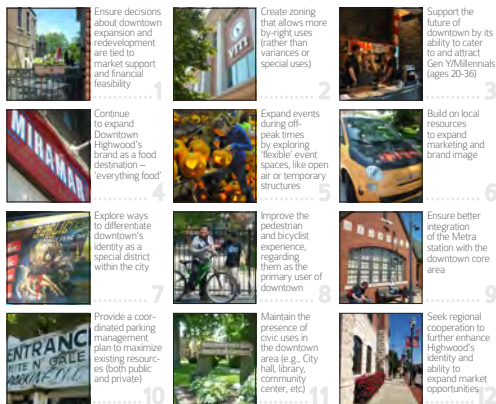 Ensure decisions
about downtown
expansion and
redevelopment
are tied to
market support
and financial
feasibility
1
Create zoning
that allows more
by-right uses
(rather than
variances or
special uses)
2
Support the
future of
downtown by its
ability to cater
to and attract
Gen Y/Millennials
(ages 20-36)
3
MIRAMAR
Continue
to expand
Downtown
Highwood's
brand as a food
destination –
'everything food'
4
Expand events
during off-
peak times
by exploring
'flexible' event
spaces, like open
air or temporary
structures
5
Build on local
resources
to expand
marketing and
brand image
6
GARLIC
Explore ways
to differentiate
downtown's
identity as a
special district
within the city
7
Improve the
pedestrian
and bicyclist
experience,
regarding
them as the
primary user of
downtown
8
Ensure better
integration
of the Metra
station with the
downtown core
area
9
ENTRANC
GALE
PARKING
Provide a coor-
dinated parking
management
plan to maximize
existing resourc-
es (both public
and private)
10
Maintain the
presence of
civic uses in
the downtown
area (e.g., City
hall, library,
community
center, etc)
11
Seek regional
cooperation to
further enhance
Highwood's
identity and
ability to
expand market
opportunities
12